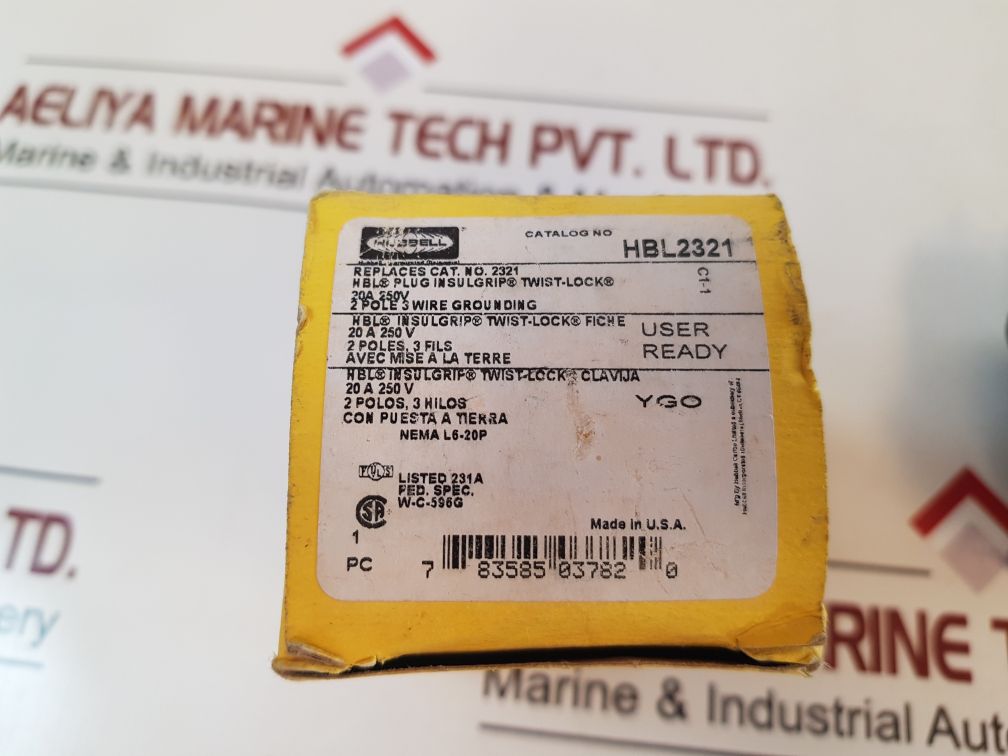 AELIYA MARINE TECH PVT. LTD.
Marine & Industrial Automation &
HUBBELL
CATALOG NO
HBL2321
REPLACES CAT. NO. 2321
HBL® PLUG INSULGRIP® TWIST-LOCK®
20A 250V
2 POLE 3 WIRE GROUNDING
C1-1
HBL® INSULGRIP® TWIST-LOCK® FICHE
20 A 250 V
2 POLES, 3 FILS
AVEC MISE A LA TERRE
USER
READY
HBL® INSULGRIP® TWIST-LOCK® CLAVIJA
20 A 250 V
2 POLOS, 3 HILOS
CON PUESTA A TIERRA
YGO
NEMA L6-20P
LISTED 231A
FED. SPEC.
W-C-596G
Made in U.S.A.
1
PC
7 83585 03782 0
TD.
ery
ARINE T
Marine & Industrial Aut